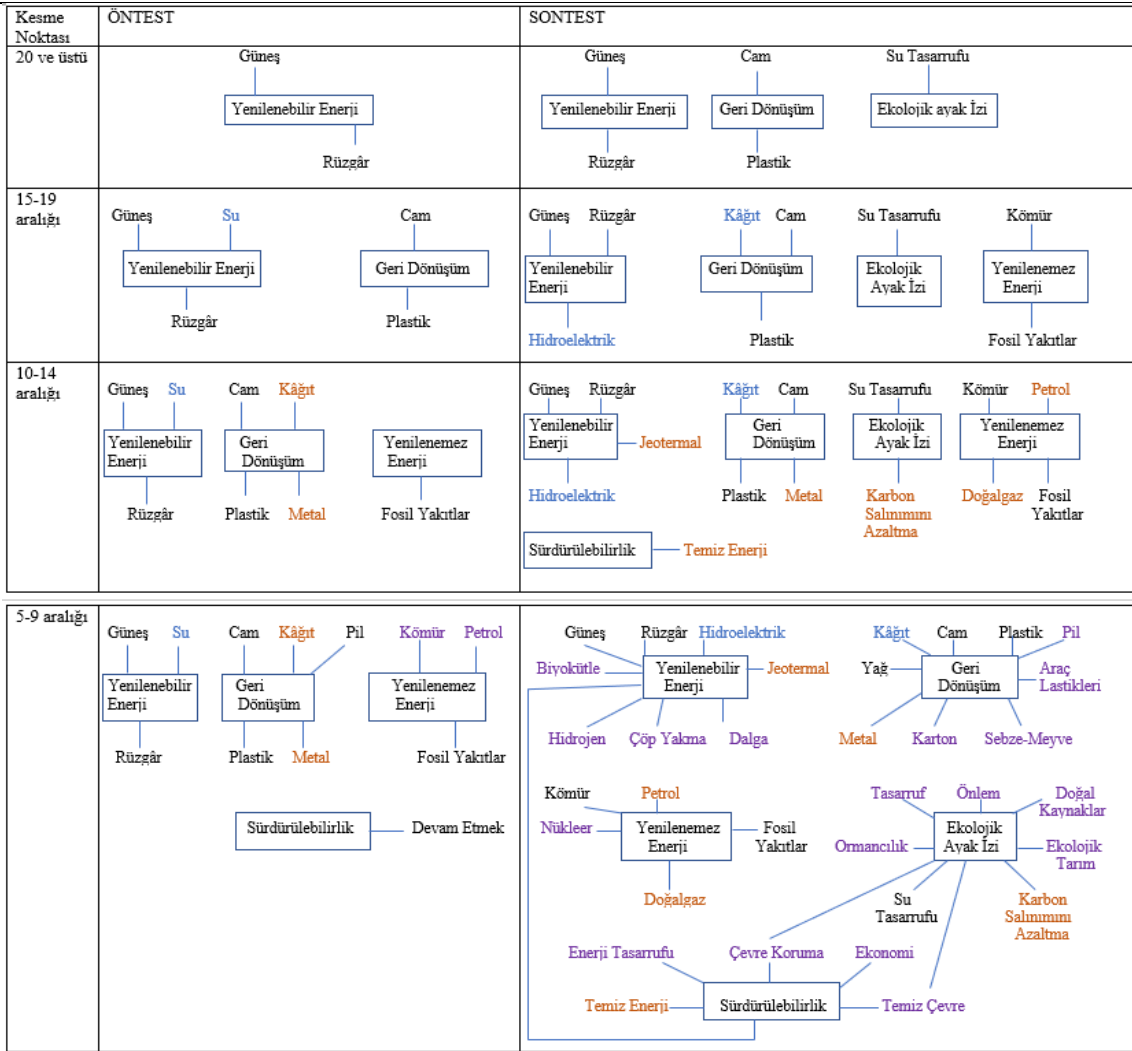 Kesme
Noktası
ÖNTEST
SONTEST
20 ve üstü
Güneş
Yenilenebilir Enerji
Rüzgâr
Güneş
Cam
Su Tasarrufu
Yenilenebilir Enerji
Geri Dönüşüm
Ekolojik ayak İzi
Rüzgâr
Plastik
15-19
aralığı
Güneş
Su
Cam
Yenilenebilir Enerji
Geri Dönüşüm
Rüzgâr
Plastik
Güneş
Rüzgâr
Kâğıt
Cam
Su Tasarrufu
Kömür
Yenilenebilir
Enerji
Geri Dönüşüm
Ekolojik
Ayak İzi
Yenilenemez
Enerji
Hidroelektrik
Plastik
Fosil Yakıtlar
10-14
aralığı
Güneş
Su
Cam
Kâğıt
Yenilenebilir
Enerji
Geri
Dönüşüm
Yenilenemez
Enerji
Rüzgâr
Plastik
Metal
Fosil Yakıtlar
Güneş
Rüzgâr
Kâğıt
Cam
Su Tasarrufu
Kömür
Petrol
Yenilenebilir
Enerji
Jeotermal
Geri
Dönüşüm
Ekolojik
Ayak İzi
Yenilenemez
Enerji
Hidroelektrik
Plastik
Metal
Karbon
Salınımını
Azaltma
Doğalgaz
Fosil
Yakıtlar
Sürdürülebilirlik
Temiz Enerji
5-9 aralığı
Güneş
Su
Cam
Kâğıt
Pil
Kömür
Petrol
Yenilenebilir
Enerji
Geri
Dönüşüm
Yenilenemez
Enerji
Rüzgâr
Plastik
Metal
Fosil Yakıtlar
Sürdürülebilirlik
Devam Etmek
Güneş
Rüzgâr
Hidroelektrik
Biyokütle
Yenilenebilir
Enerji
Jeotermal
Hidrojen
Çöp Yakma
Dalga
Kâğıt
Cam
Plastik
Pil
Yağ
Geri
Dönüşüm
Araç
Lastikleri
Metal
Karton
Sebze-Meyve
Kömür
Petrol
Nükleer
Yenilenemez
Enerji
Fosil
Yakıtlar
Doğalgaz
Tasarruf
Önlem
Doğal
Kaynaklar
Ormancılık
Ekolojik
Ayak İzi
Ekolojik
Tarım
Su
Tasarrufu
Karbon
Salınımını
Azaltma
Enerji Tasarrufu
Çevre Koruma
Ekonomi
Temiz Enerji
Sürdürülebilirlik
Temiz Çevre